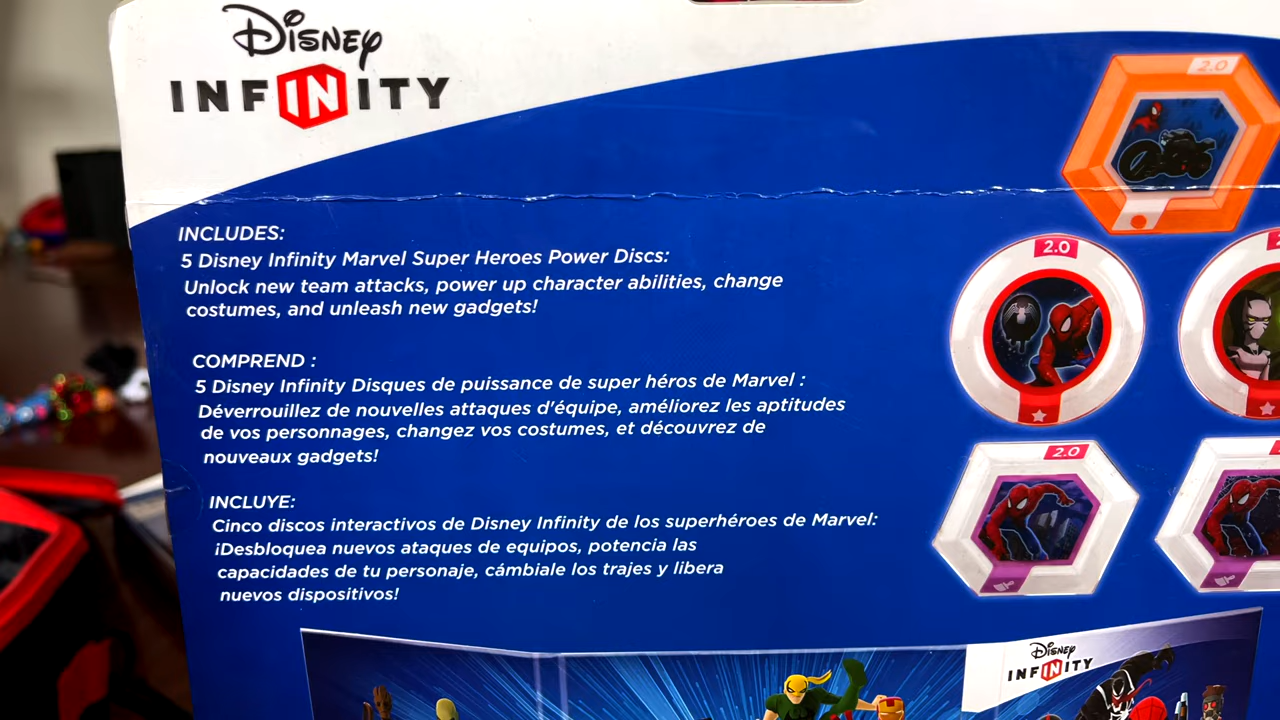 Disney
INFINITY
2.0
INCLUDES:
5 Disney Infinity Marvel Super Heroes Power Discs:
Unlock new team attacks, power up character abilities, change
costumes, and unleash new gadgets!
2.0
COMPREND :
5 Disney Infinity Disques de puissance de super héros de Marvel :
Déverrouillez de nouvelles attaques d'équipe, améliorez les aptitudes
de vos personnages, changez vos costumes, et découvrez de
nouveaux gadgets!
2.0
INCLUYE:
Cinco discos interactivos de Disney Infinity de los superhéroes de Marvel:
¡Desbloquea nuevos ataques de equipos, potencia las
capacidades de tu personaje, cámbiale los trajes y libera
nuevos dispositivos!
Disney
INFINITY